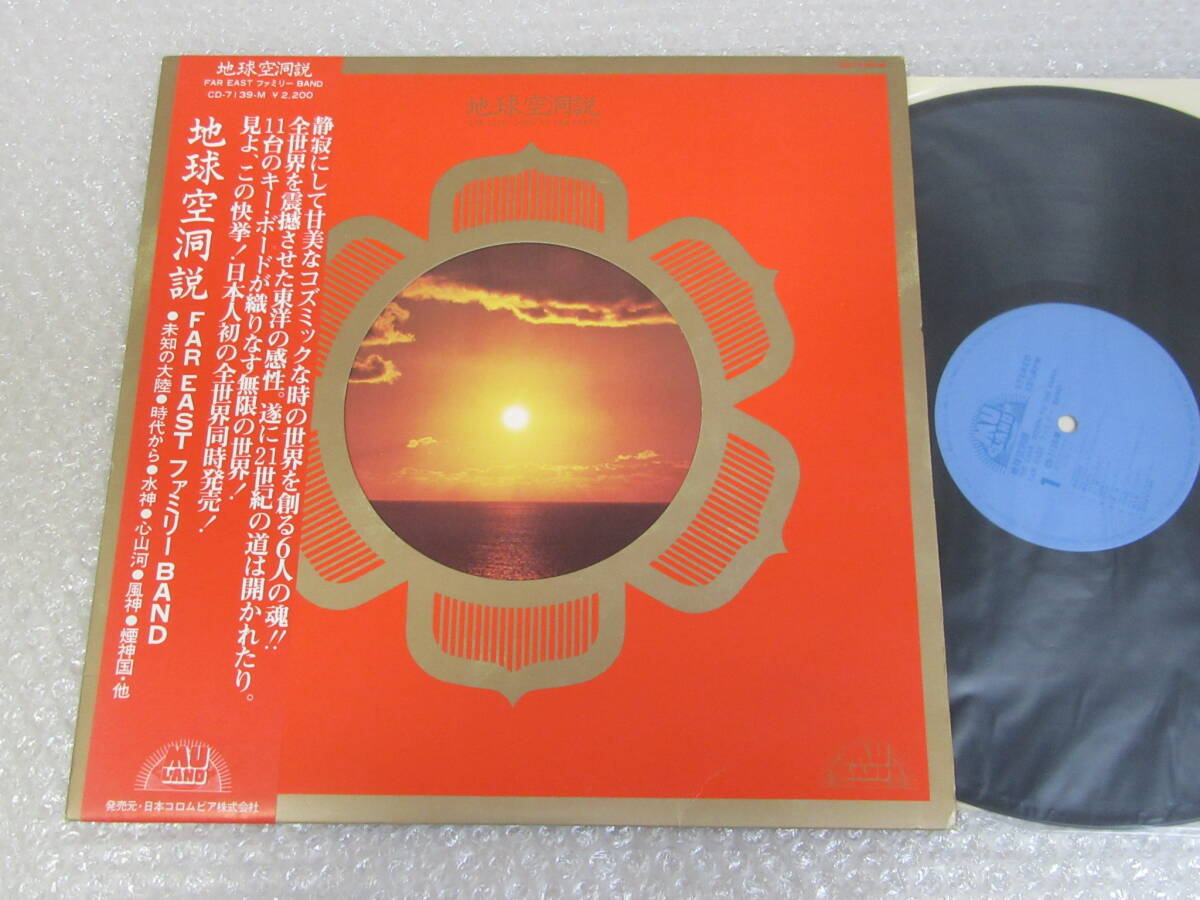 地球空洞説
FAR EAST ファミリー BAND
CD-7139-M ¥2,200
静寂にして甘美なコズミックな時の世界を創る6人の魂!!
全世界を震撼させた東洋の感性。遂に21世紀の道は開かれたり。
11台のキー・ボードが織りなす無限の世界!
見よ、この快挙!日本人初の全世界同時発売!
地球空洞説 FAR EAST ファミリー BAND
●未知の大陸●時代から●水神●心山河●風神●煙神国・他
MU LAND
発売元・日本コロムビア株式会社
地球空洞説
MU LAND
1